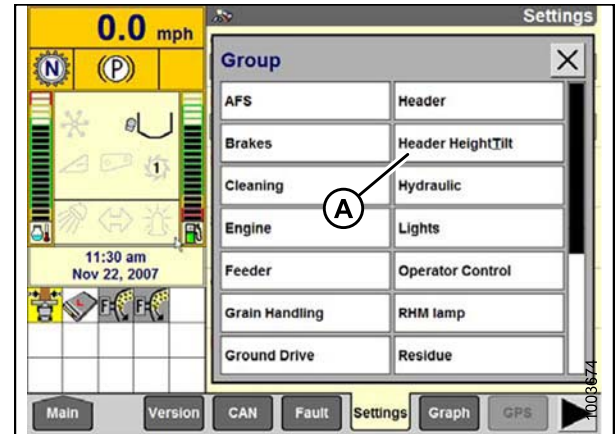 0.0 mph
Settings
N
(P)
Group
X
AFS
Header
Brakes
Header HeightTilt
1
Cleaning
Hydraulic
A
Engine
Lights
11:30 am
Nov 22, 2007
Feeder
Operator Control
F
F
Grain Handling
RHM lamp
Ground Drive
Residue
Main
Version
CAN
Fault
Settings
Graph
GPS
1003674